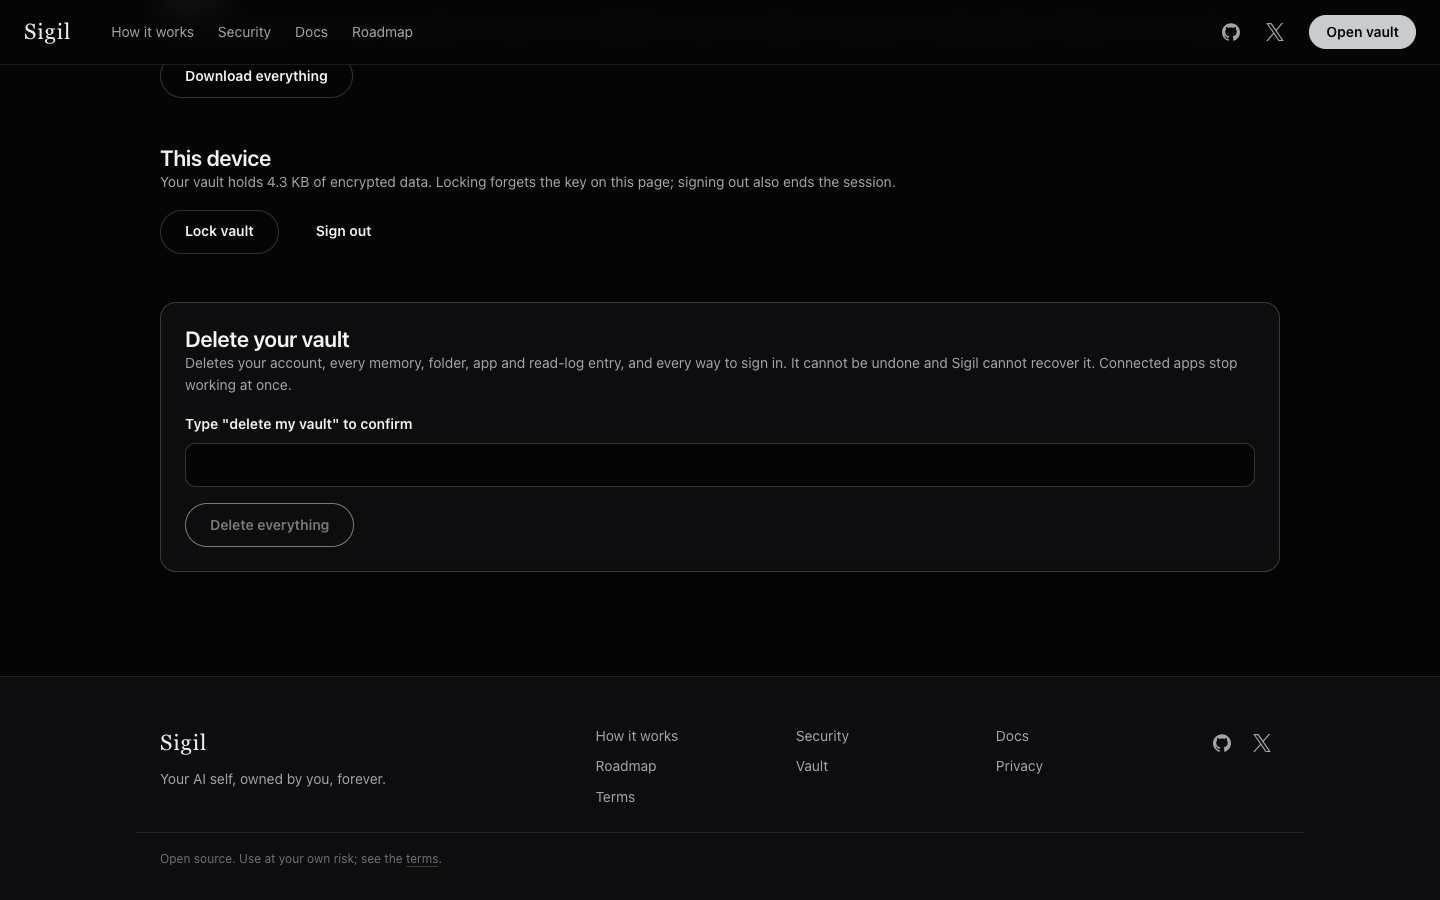 Sigil
How it works
Security
Docs
Roadmap
Open vault
Download everything
This device
Your vault holds 4.3 KB of encrypted data. Locking forgets the key on this page; signing out also ends the session.
Lock vault
Sign out
Delete your vault
Deletes your account, every memory, folder, app and read-log entry, and every way to sign in. It cannot be undone and Sigil cannot recover it. Connected apps stop
working at once.
Type "delete my vault" to confirm
Delete everything
Sigil
Your AI self, owned by you, forever.
How it works
Security
Docs
Roadmap
Vault
Privacy
Terms
Open source. Use at your own risk; see the terms.